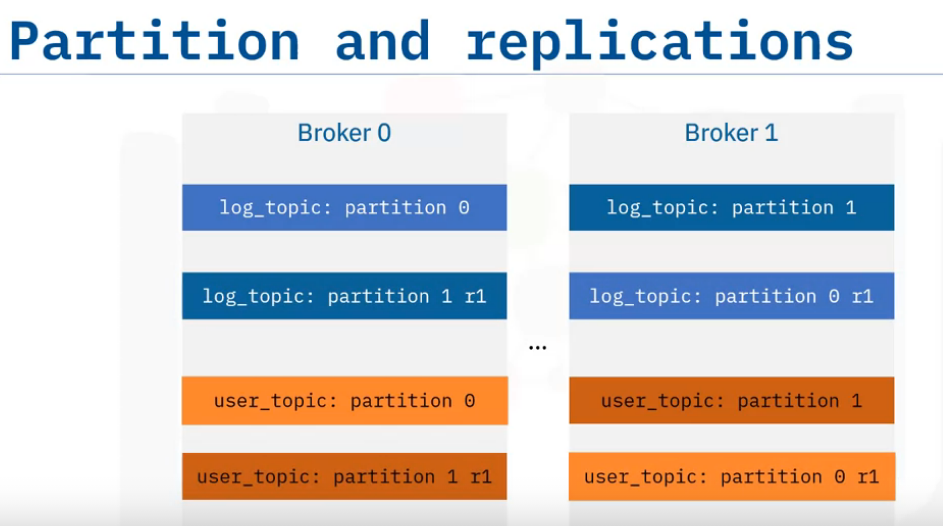 Partition and replications
Broker 0
log_topic: partition 0
log_topic: partition 1 r1
user_topic: partition 0
user_topic: partition 1 r1
...
Broker 1
log_topic: partition 1
log_topic: partition 0 r1
user_topic: partition 1
user_topic: partition 0 r1